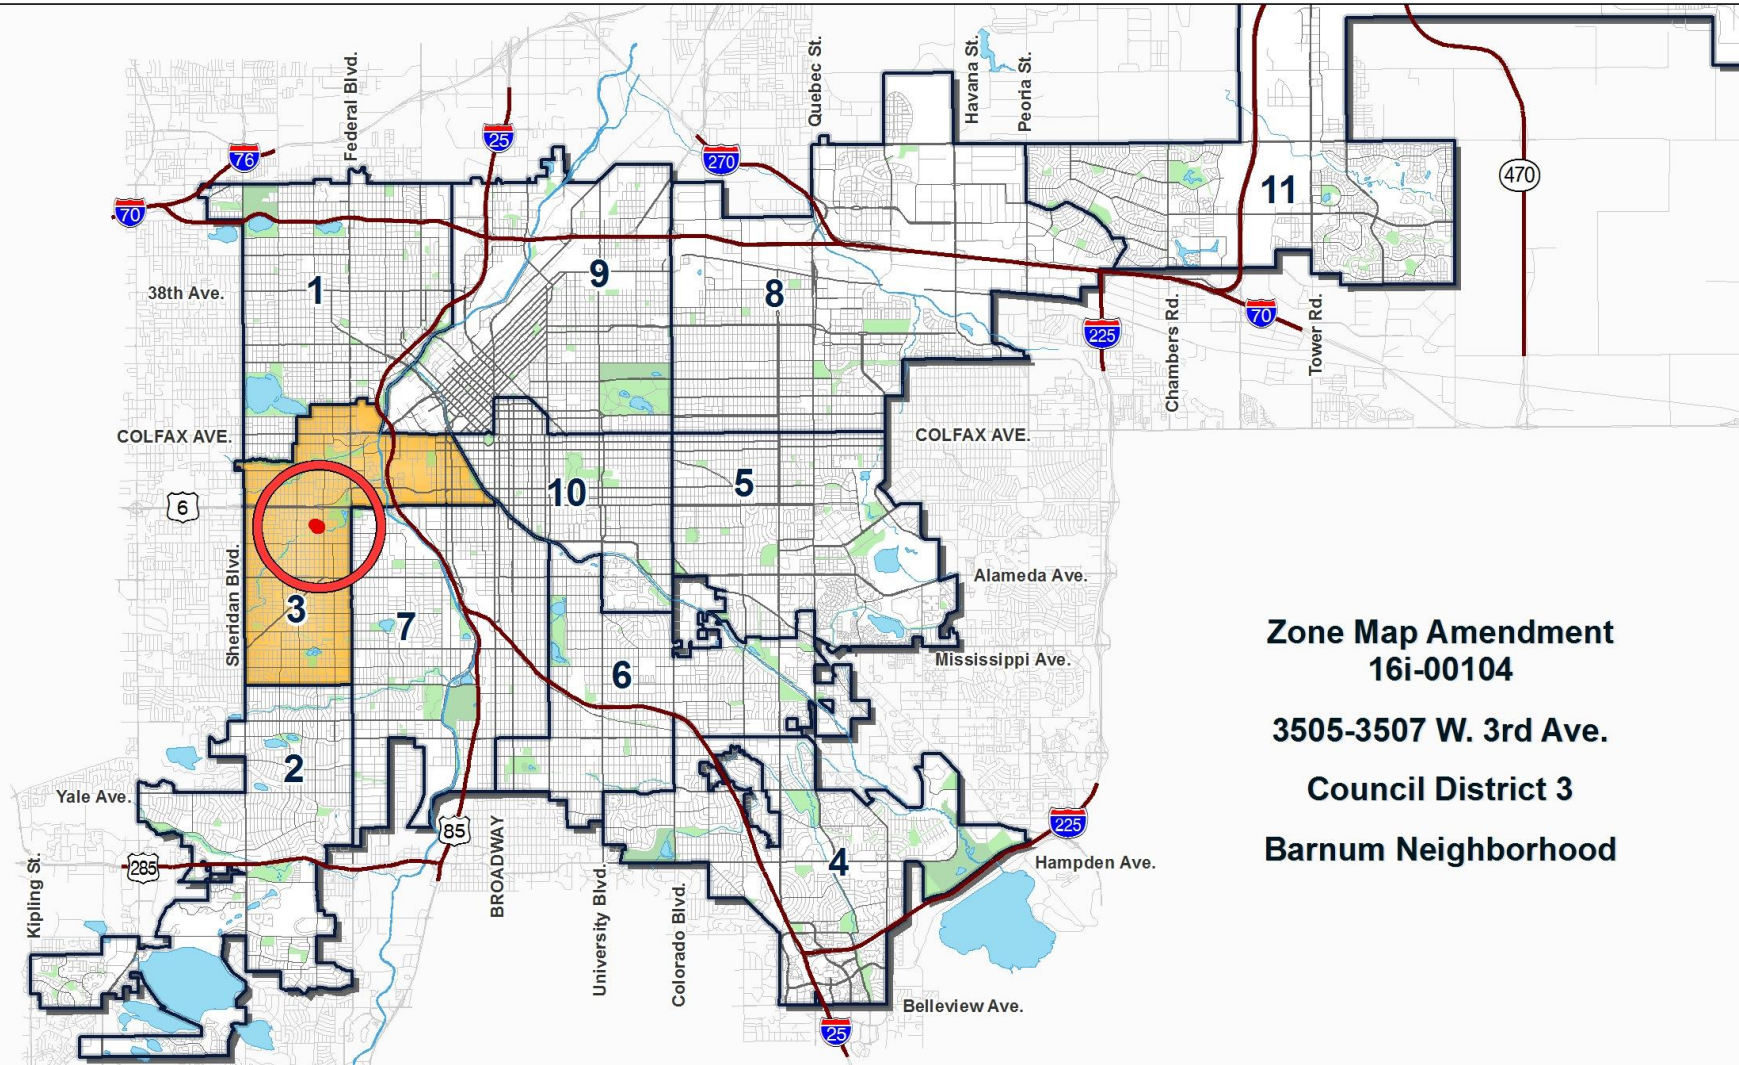 Federal Blvd.
Quebec St.
Havana St.
Peoria St.
76
25
270
70
470
11
38th Ave.
1
9
8
225
Chambers Rd.
70
Tower Rd.
COLFAX AVE.
COLFAX AVE.
6
10
5
Sheridan Blvd.
3
7
Alameda Ave.
Mississippi Ave.
6
2
Yale Ave.
85
BROADWAY
285
Kipling St.
University Blvd.
Colorado Blvd.
4
225
Hampden Ave.
Belleview Ave.
25
Zone Map Amendment
16i-00104
3505-3507 W. 3rd Ave.
Council District 3
Barnum Neighborhood